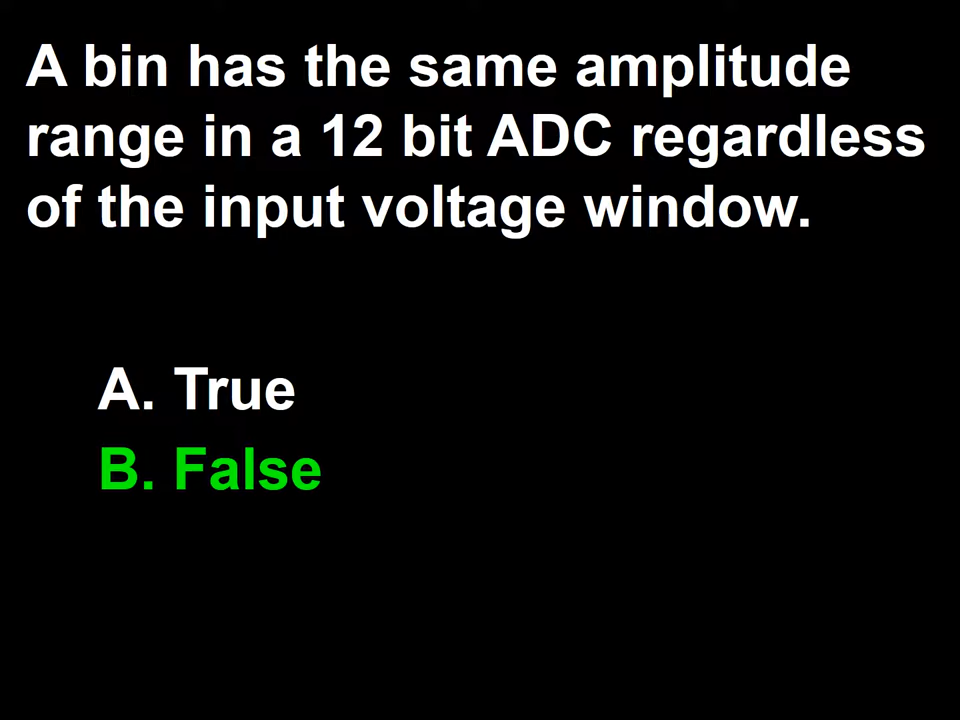 A bin has the same amplitude
range in a 12 bit ADC regardless
of the input voltage window.
A. True
B. False